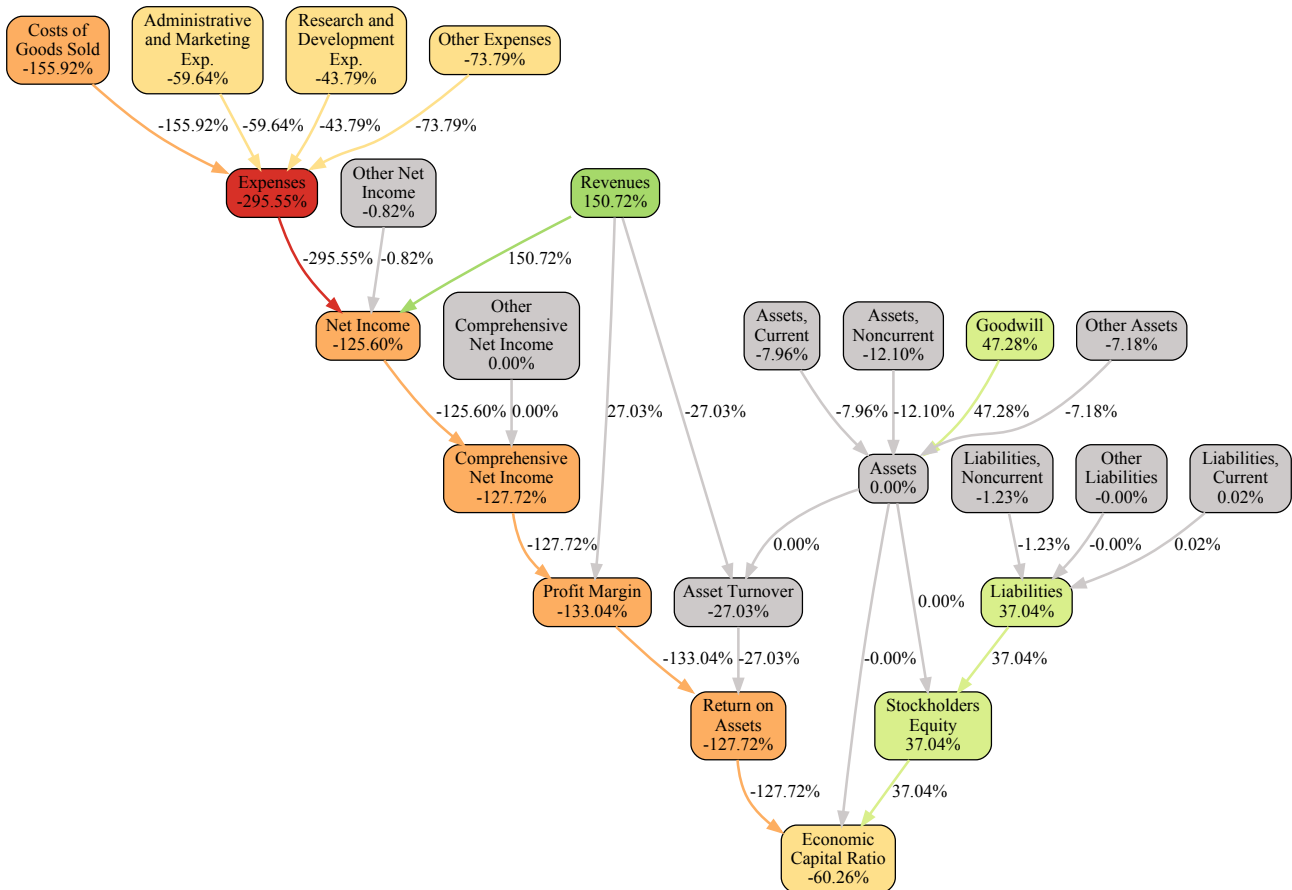 Costs of
Goods Sold
-155.92%
Administrative
and Marketing
Exp.
-59.64%
Research and
Development
Exp.
-43.79%
Other Expenses
-73.79%
-155.92%
-59.64%
-43.79%
-73.79%
Expenses
-295.55%
Other Net
Income
-0.82%
Revenues
150.72%
-295.55%
-0.82%
150.72%
Net Income
-125.60%
Other
Comprehensive
Net Income
0.00%
Assets,
Current
-7.96%
Assets,
Noncurrent
-12.10%
Goodwill
47.28%
Other Assets
-7.18%
-125.60%
0.00%
27.03%
-27.03%
-7.96%
-12.10%
47.28%
-7.18%
Comprehensive
Net Income
-127.72%
Assets
0.00%
Liabilities,
Noncurrent
-1.23%
Other
Liabilities
-0.00%
Liabilities,
Current
0.02%
-127.72%
0.00%
-1.23%
-0.00%
0.02%
Profit Margin
-133.04%
Asset Turnover
-27.03%
0.00%
Liabilities
37.04%
-133.04%
-27.03%
-0.00%
37.04%
Return on
Assets
-127.72%
Stockholders
Equity
37.04%
-127.72%
37.04%
Economic
Capital Ratio
-60.26%